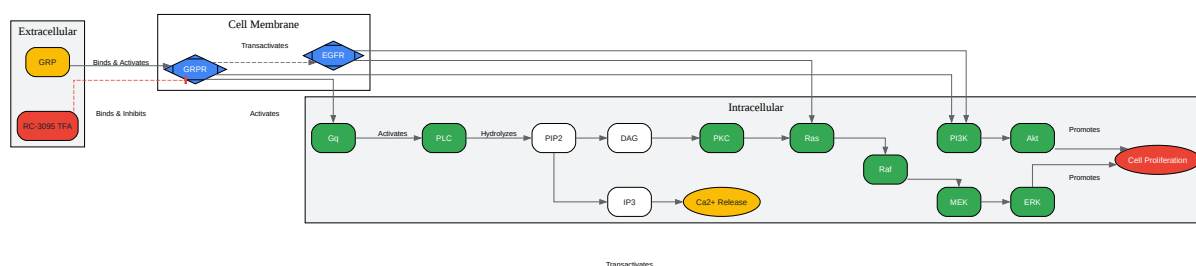 Extracellular
Cell Membrane
Transactivates
EGFR
GRP
Binds & Activates
GRPR
RC-3095 TFA
Binds & Inhibits
Activates
Intracellular
Gq
Activates
PLC
Hydrolyzes
PIP2
DAG
PKC
Ras
PI3K
Akt
Promotes
Cell Proliferation
Raf
Promotes
IP3
Ca2+ Release
MEK
ERK
Transactivates